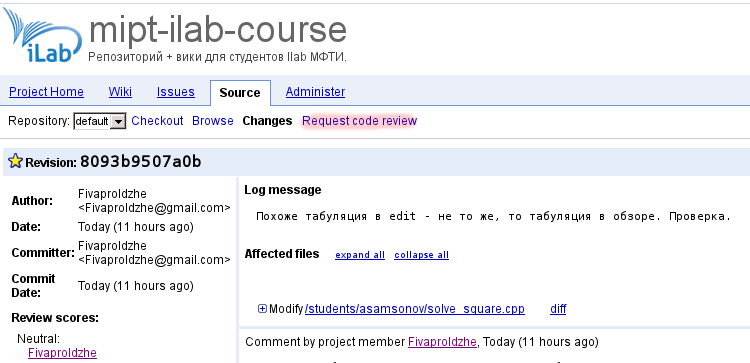 iLab
mipt-ilab-course
Репозиторий + вики для студентов Ilab МФТИ.
Project Home Wiki Issues Source Administer
Repository: default Checkout Browse Changes Request code review
Revision: 8093b9507a0b
Author: Fivaproldzhe
<Fivaproldzhe@gmail.com>
Date: Today (11 hours ago)
Committer: Fivaproldzhe
<Fivaproldzhe@gmail.com>
Commit
Date: Today (11 hours ago)
Review scores:
Neutral:
Fivaproldzhe
Log message
Похоже табуляция в edit - не то же, то табуляция в обзоре. Проверка.
Affected files expand all collapse all
Modify /students/asamsonov/solve_square.cpp diff
Comment by project member Fivaproldzhe, Today (11 hours ago)